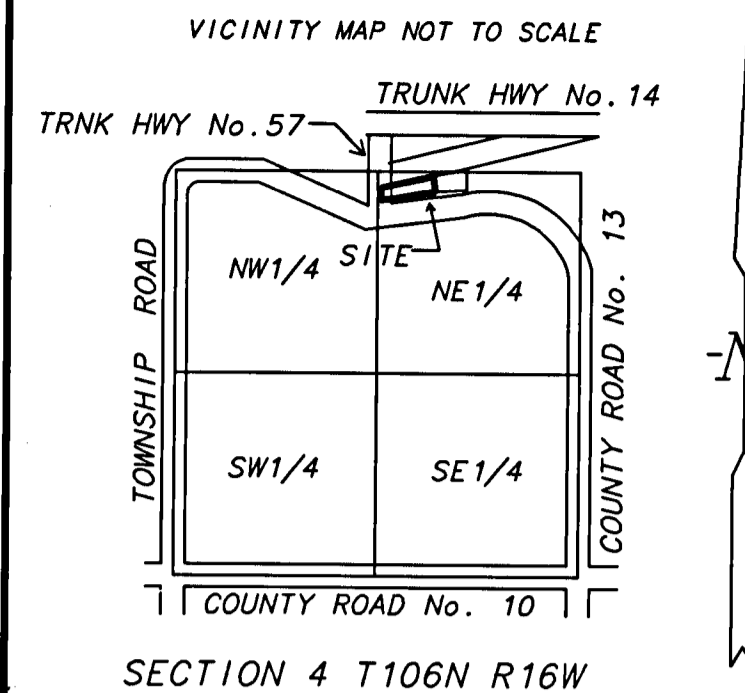 VICINITY MAP NOT TO SCALE
TRUNK HWY No. 14
TRNK HWY No. 57
SITE
NW1/4
NE1/4
TOWNSHIP ROAD
COUNTY ROAD No. 13
SW1/4
SE1/4
COUNTY ROAD No. 10
SECTION 4 T106N R16W